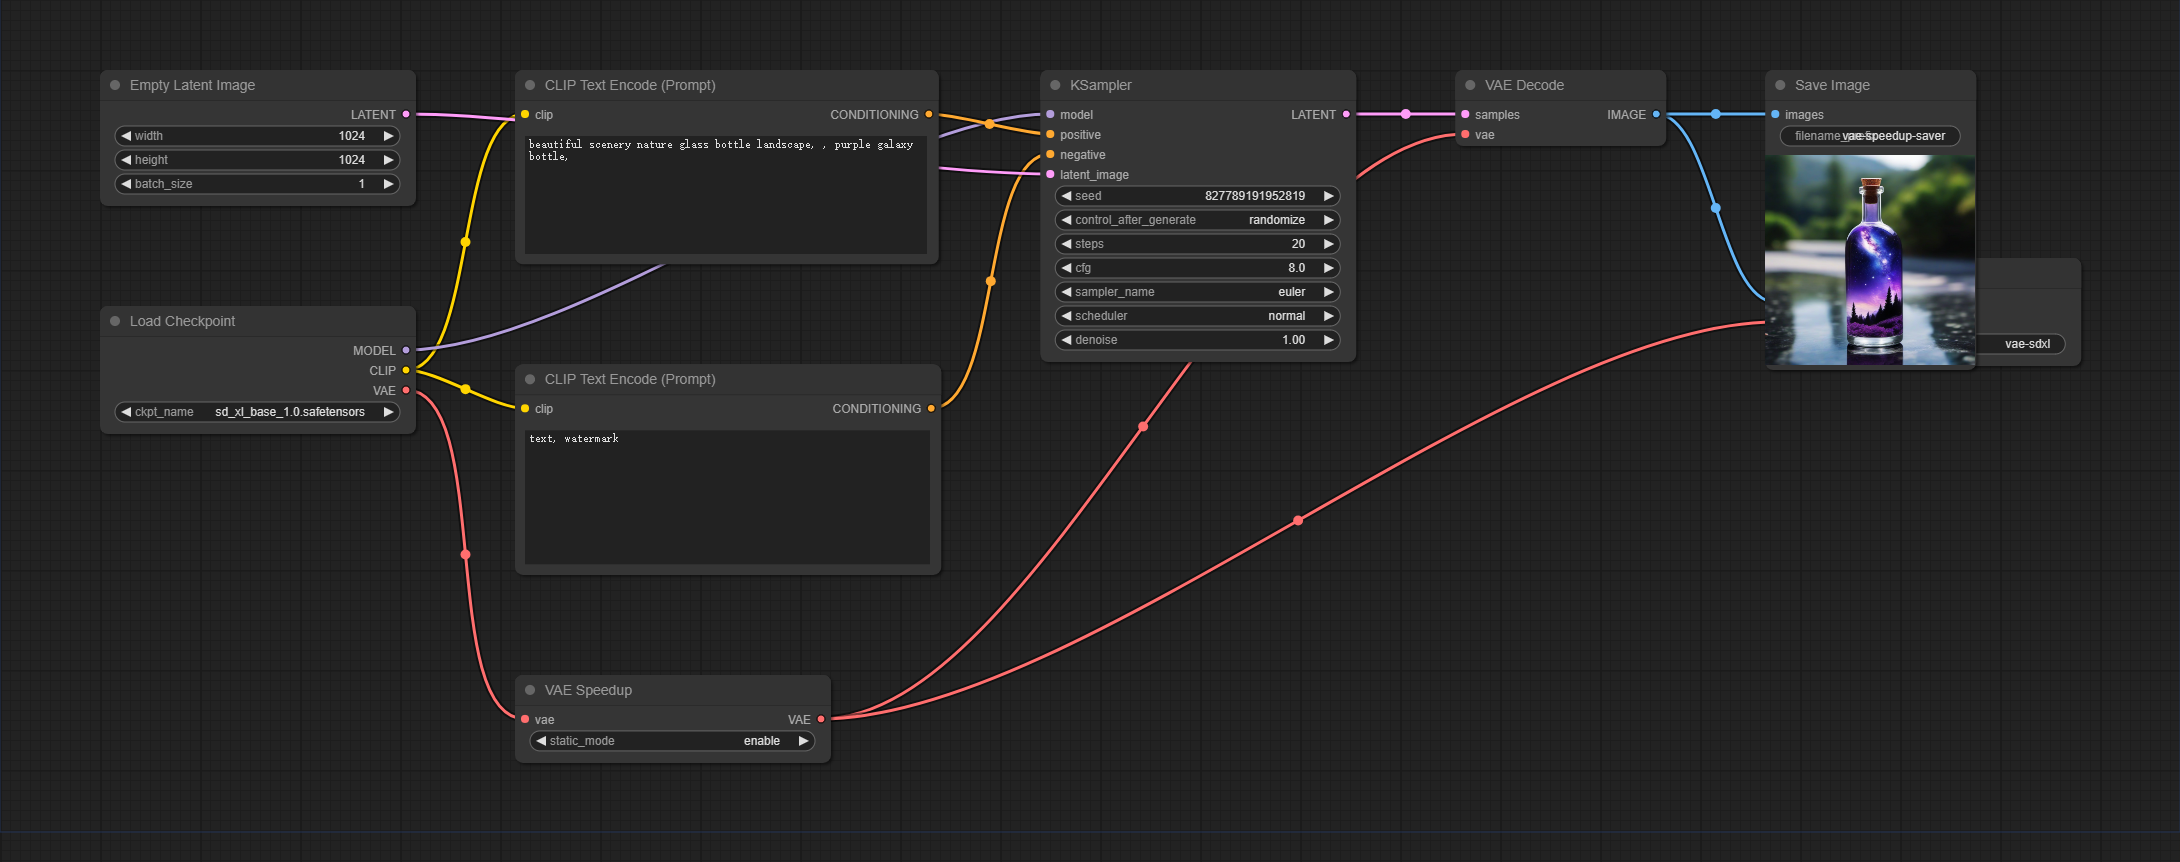 Empty Latent Image
LATENT
width 1024
height 1024
batch_size 1
Load Checkpoint
MODEL
CLIP
VAE
ckpt_name sd_xl_base_1.0.safetensors
CLIP Text Encode (Prompt)
clip CONDITIONING
beautiful scenery nature glass bottle landscape, , purple galaxy
bottle,
CLIP Text Encode (Prompt)
clip CONDITIONING
text, watermark
VAE Speedup
vae VAE
static_mode enable
KSampler
model LATENT
positive
negative
latent_image
seed 827789191952819
control_after_generate randomize
steps 20
cfg 8.0
sampler_name euler
scheduler normal
denoise 1.00
VAE Decode
samples IMAGE
vae
Save Image
images
vae-speedup-saver
vae-sdxl